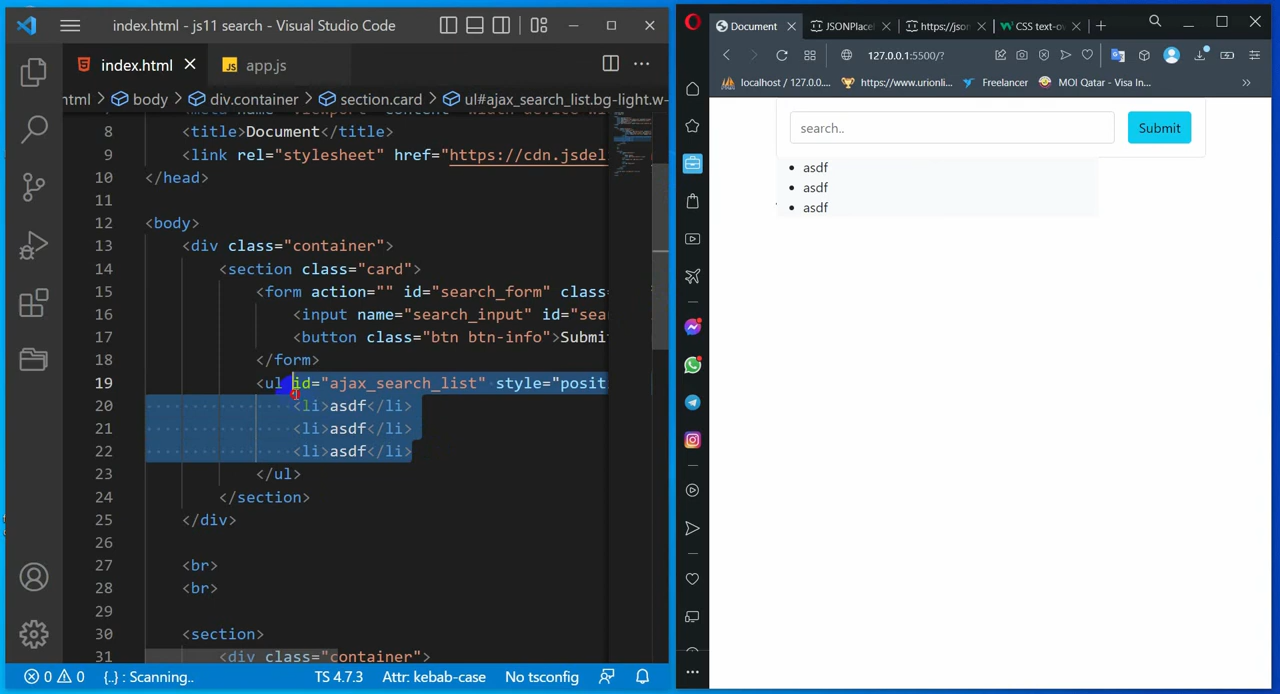 index.html - js11 search - Visual Studio Code
index.html
app.js
html > body > div.container > section.card > ul#ajax_search_list.bg-light.w-
8 <title>Document</title>
9 <link rel="stylesheet" href="https://cdn.jsdel
10 </head>
11
12 <body>
13 <div class="container">
14 <section class="card">
15 <form action="" id="search_form" class=
16 <input name="search_input" id="sea
17 <button class="btn btn-info">Submi
18 </form>
19 <ul id="ajax_search_list" style="posit
20 <li>asdf</li>
21 <li>asdf</li>
22 <li>asdf</li>
23 </ul>
24 </section>
25 </div>
26
27 <br>
28 <br>
29
30 <section>
31 <div class="container">
0 0 {..} : Scanning... TS 4.7.3 Attr: kebab-case No tsconfig
Document
JSONPlacel
https://json
CSS text-ov
127.0.0.1:5500/?
localhost / 127.0.0....
https://www.urionli...
Freelancer
MOI Qatar - Visa In...
search..
Submit
• asdf
• asdf
• asdf